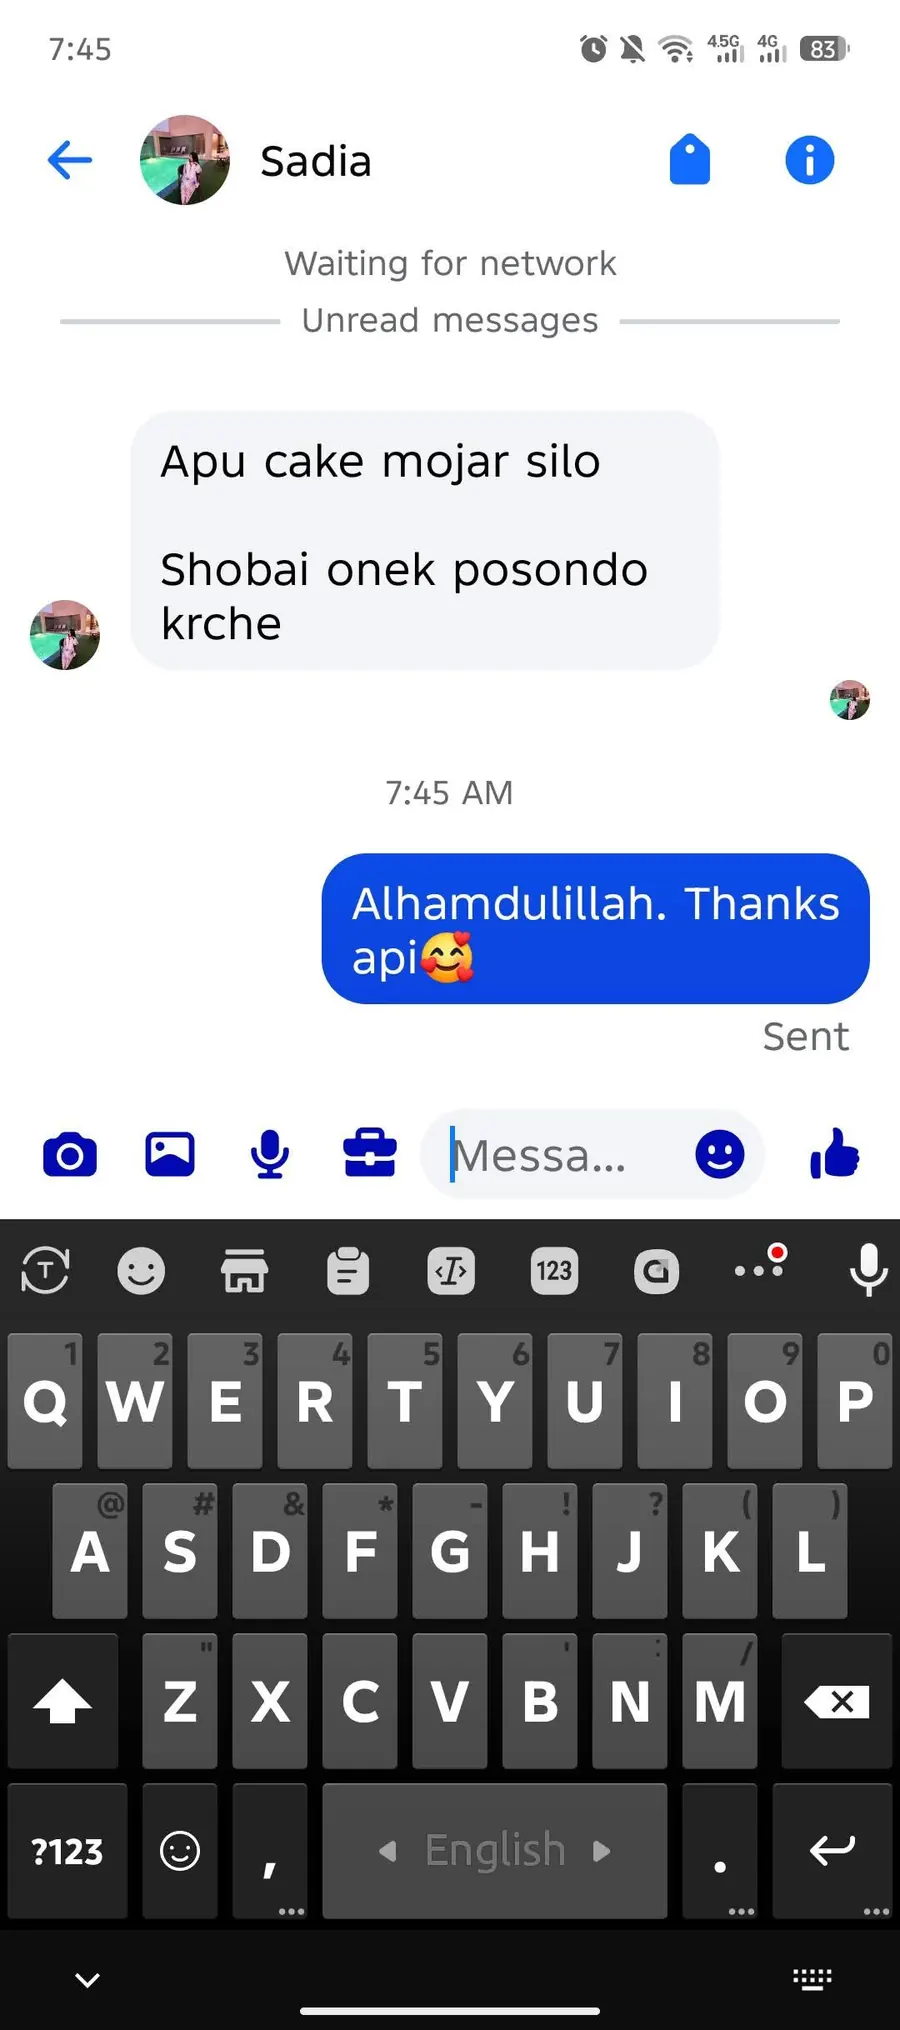 7:45
4.5G 4G 83
Sadia
Waiting for network
Unread messages
Apu cake mojar silo
Shobai onek posondo
krche
7:45 AM
Alhamdulillah. Thanks
api🥰
Sent
Messa...
T 123
1 2 3 4 5 6 7 8 9 0
Q W E R T Y U I O P
@ # & * - ! ? ( )
A S D F G H J K L
" ' : /
Z X C V B N M
?123 , English .